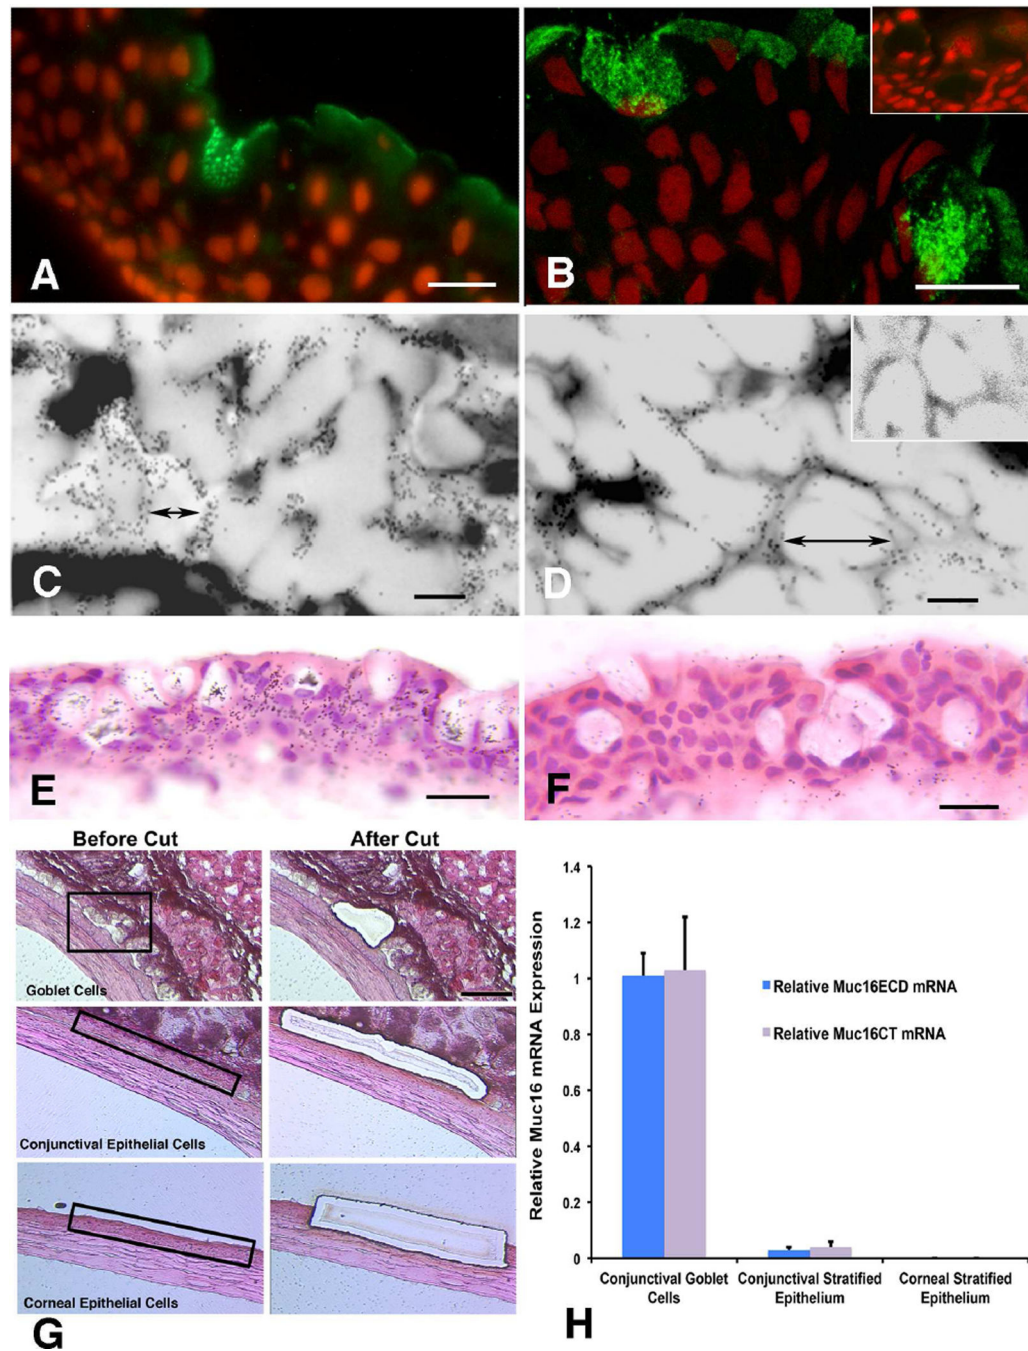 A
B
C
D
E
F
Before Cut
After Cut
Goblet Cells
Conjunctival Epithelial Cells
Corneal Epithelial Cells
G
1.4
1.2
1
0.8
0.6
0.4
0.2
0
Relative Muc16 mRNA Expression
Relative Muc16ECD mRNA
Relative Muc16CT mRNA
Conjunctival Goblet
Cells
Conjunctival Stratified
Epithelium
Corneal Stratified
Epithelium
H